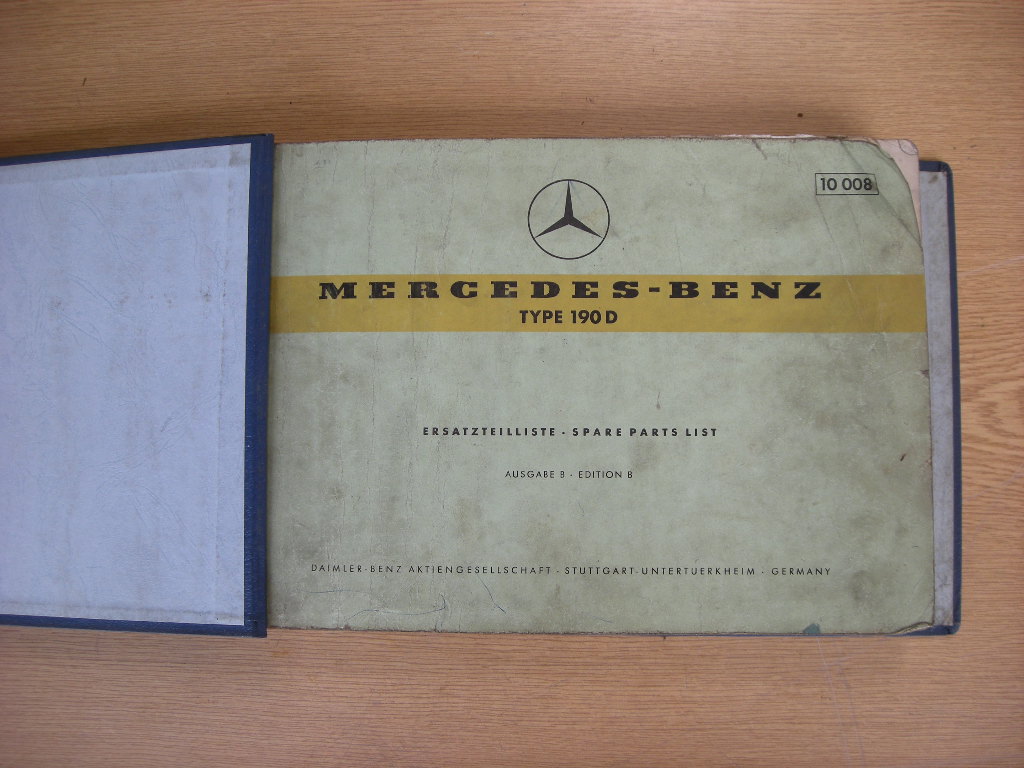 10 008
MERCEDES-BENZ
TYPE 190 D
ERSATZTEILLISTE - SPARE PARTS LIST
AUSGABE B - EDITION B
DAIMLER-BENZ AKTIENGESELLSCHAFT · STUTTGART-UNTERTUERKHEIM · GERMANY